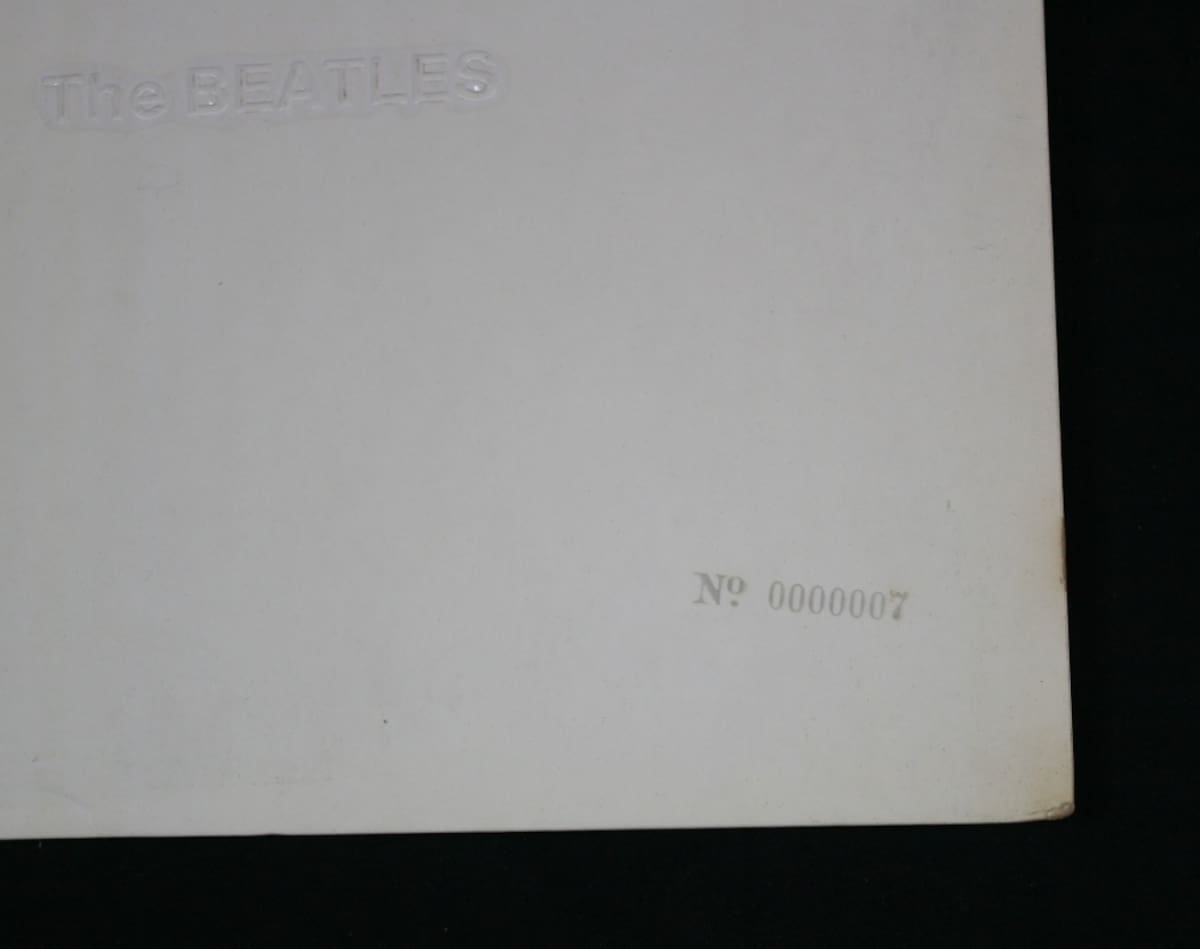 The BEATLES
Nº 0000007